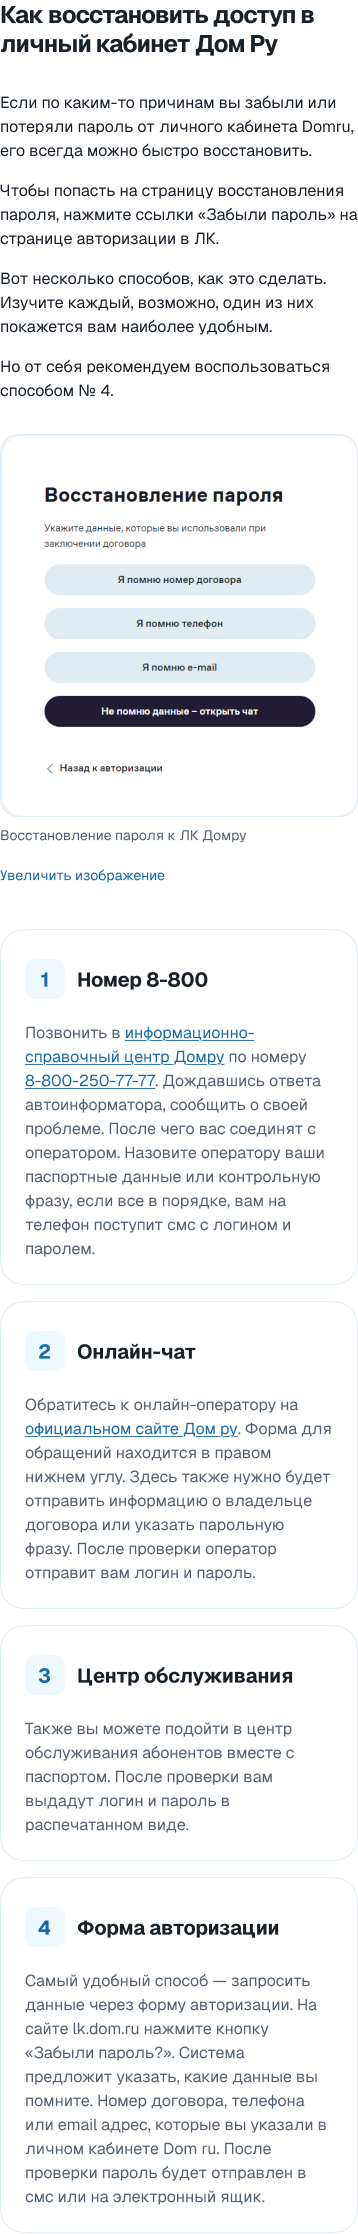 Как восстановить доступ в
личный кабинет Дом Ру
Если по каким-то причинам вы забыли или
потеряли пароль от личного кабинета Domru,
его всегда можно быстро восстановить.
Чтобы попасть на страницу восстановления
пароля, нажмите ссылки «Забыли пароль» на
странице авторизации в ЛК.
Вот несколько способов, как это сделать.
Изучите каждый, возможно, один из них
покажется вам наиболее удобным.
Но от себя рекомендуем воспользоваться
способом № 4.
Восстановление пароля
Укажите данные, которые вы использовали при
заключении договора
Я помню номер договора
Я помню телефон
Я помню e-mail
Не помню данные – открыть чат
Назад к авторизации
Восстановление пароля к ЛК Домру
Увеличить изображение
1 Номер 8-800
Позвонить в информационно-
справочный центр Домру по номеру
8-800-250-77-77. Дождавшись ответа
автоинформатора, сообщить о своей
проблеме. После чего вас соединят с
оператором. Назовите оператору ваши
паспортные данные или контрольную
фразу, если все в порядке, вам на
телефон поступит смс с логином и
паролем.
2 Онлайн-чат
Обратитесь к онлайн-оператору на
официальном сайте Дом ру. Форма для
обращений находится в правом
нижнем углу. Здесь также нужно будет
отправить информацию о владельце
договора или указать парольную
фразу. После проверки оператор
отправит вам логин и пароль.
3 Центр обслуживания
Также вы можете подойти в центр
обслуживания абонентов вместе с
паспортом. После проверки вам
выдадут логин и пароль в
распечатанном виде.
4 Форма авторизации
Самый удобный способ — запросить
данные через форму авторизации. На
сайте lk.dom.ru нажмите кнопку
«Забыли пароль?». Система
предложит указать, какие данные вы
помните. Номер договора, телефона
или email адрес, которые вы указали в
личном кабинете Dom ru. После
проверки пароль будет отправлен в
смс или на электронный ящик.